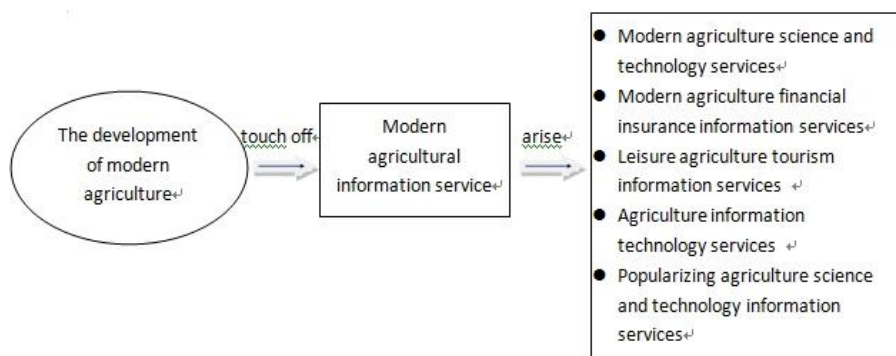 The development
of modern
agriculture↵
touch off↵
Modern
agricultural
information service↵
arise↵
● Modern agriculture science and
technology services↵
● Modern agriculture financial
insurance information services↵
● Leisure agriculture tourism
information services ↵
● Agriculture information
technology services ↵
● Popularizing agriculture science
and technology information
services↵